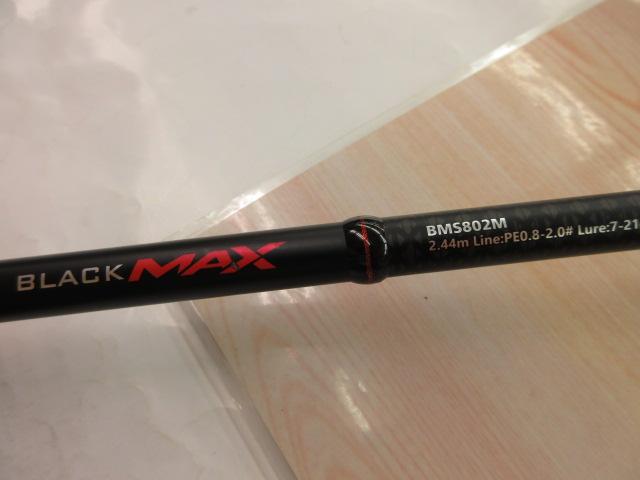 BLACK MAX
BMS802M
2.44m Line:PE0.8-2.0# Lure:7-21